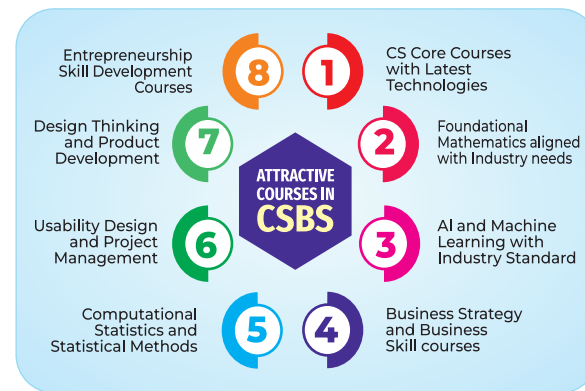 ATTRACTIVE
COURSES IN
CSBS
1
CS Core Courses
with Latest
Technologies
2
Foundational
Mathematics aligned
with Industry needs
3
AI and Machine
Learning with
Industry Standard
4
Business Strategy
and Business
Skill courses
5
Computational
Statistics and
Statistical Methods
6
Usability Design
and Project
Management
7
Design Thinking
and Product
Development
8
Entrepreneurship
Skill Development
Courses